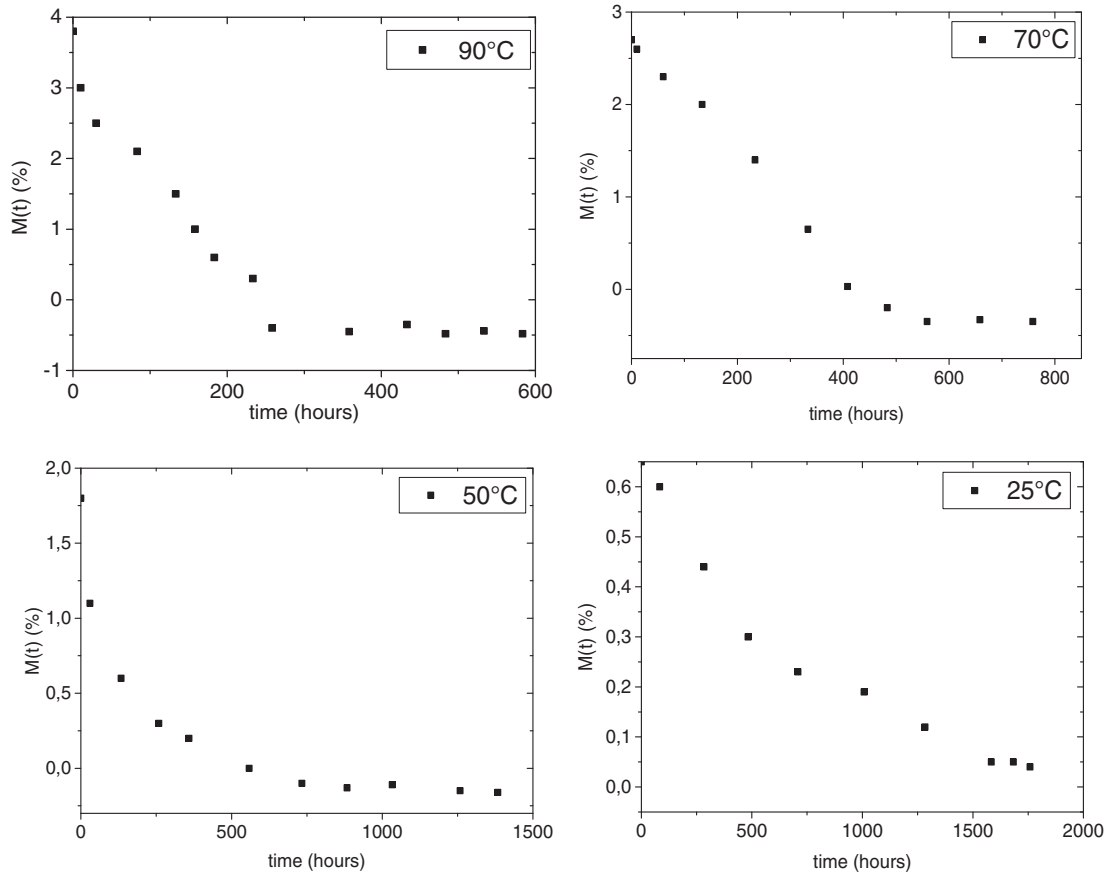 4
3
2
1
0
-1
M(t) (%)
90°C
0 200 400 600
time (hours)
3
2
1
0
M(t) (%)
70°C
0 200 400 600 800
time (hours)
2,0
1,5
1,0
0,5
0,0
M(t) (%)
50°C
0 500 1000 1500
time (hours)
0,6
0,5
0,4
0,3
0,2
0,1
0,0
M(t) (%)
25°C
0 500 1000 1500 2000
time (hours)